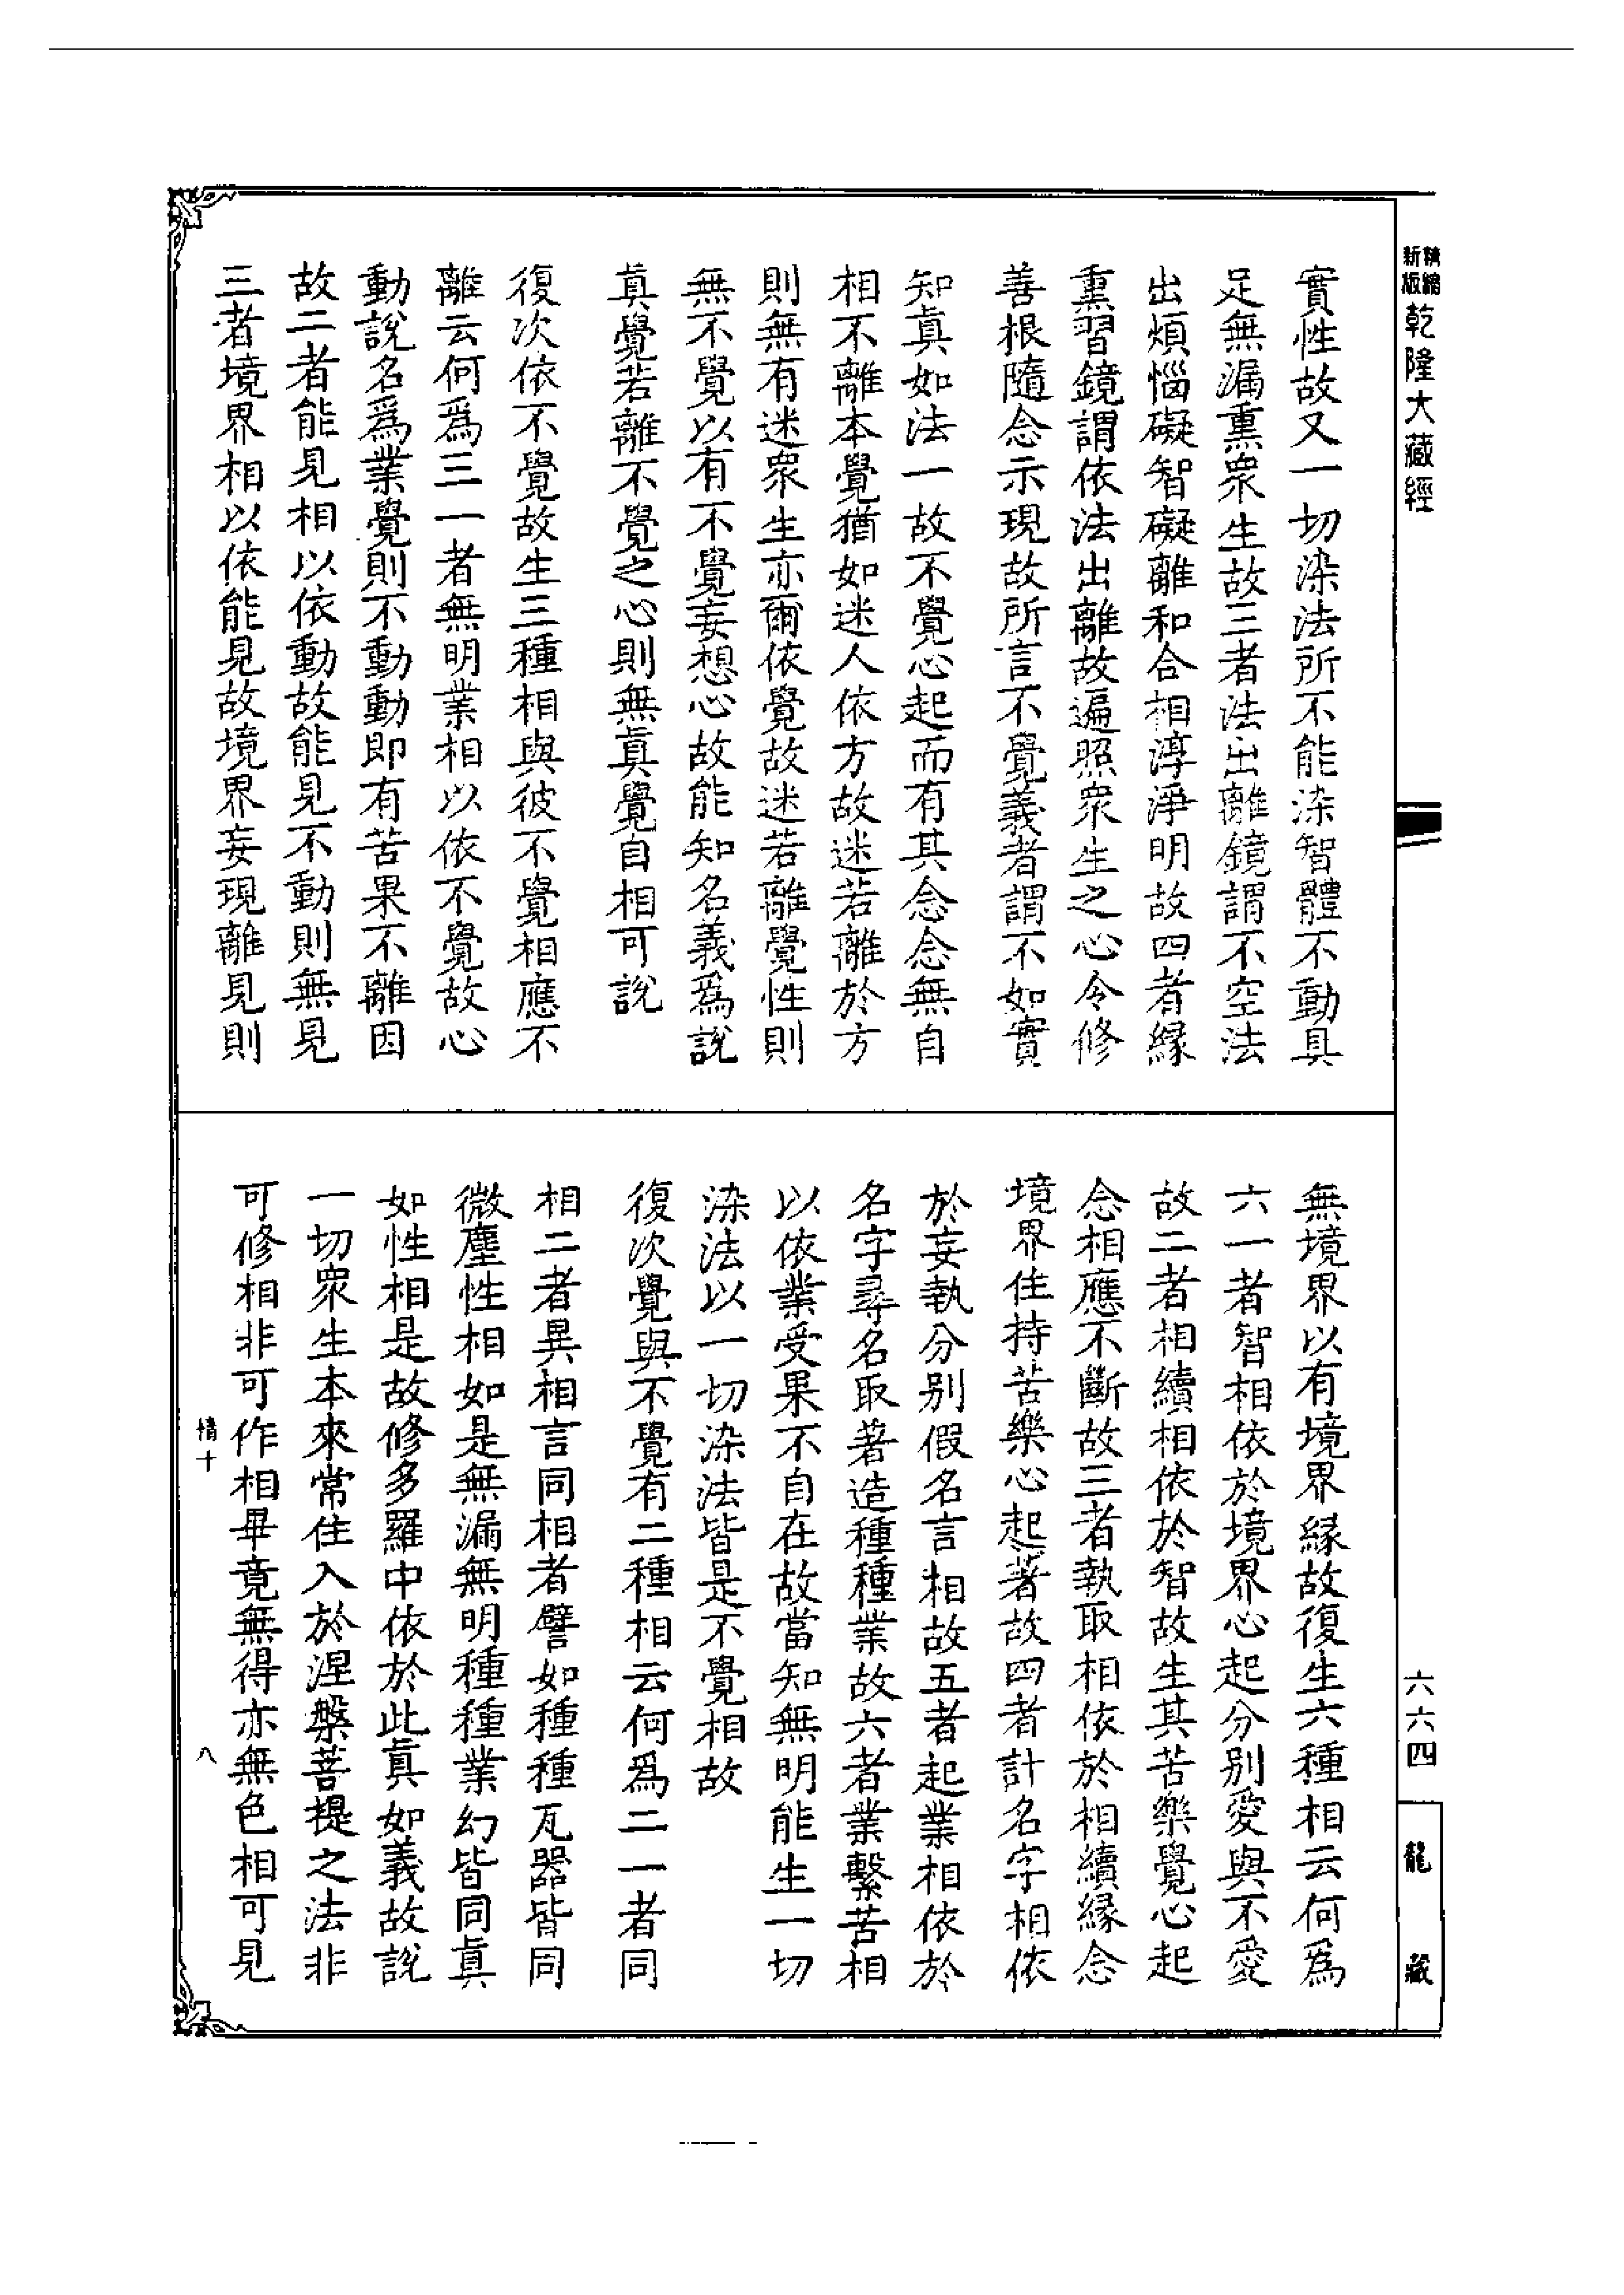 精縮新版乾隆大藏經
實性故又一切染法所不能染智體不動具
足無漏熏衆生故三者法出離鏡謂不空法
出煩惱礙智礙離和合相淳淨明故四者緣
熏習鏡謂依法出離故遍照衆生之心令修
善根隨念示現故所言不覺義者謂不如實
知真如法一故不覺心起而有其念念無自
相不離本覺猶如迷人依方故迷若離於方
則無有迷衆生亦爾依覺故迷若離覺性則
無不覺以有不覺妄想心故能知名義爲說
真覺若離不覺之心則無真覺自相可說
復次依不覺故生三種相與彼不覺相應不
離云何爲三一者無明業相以依不覺故心
動說名爲業覺則不動動即有苦果不離因
故二者能見相以依動故能見不動則無見
三者境界相以依能見故境界妄現離見則
無境界以有境界緣故復生六種相云何爲
六一者智相依於境界心起分別愛與不愛
故二者相續相依於智故生其苦樂覺心起
念相應不斷故三者執取相依於相續緣念
境界住持苦樂心起著故四者計名字相依
於妄執分別假名言相故五者起業相依於
名字尋名取著造種種業故六者業繫苦相
以依業受果不自在故當知無明能生一切
染法以一切染法皆是不覺相故
復次覺與不覺有二種相云何爲二一者同
相二者異相言同相者譬如種種瓦器皆同
微塵性相如是無漏無明種種業幻皆同真
如性相是故修多羅中依於此真如義故說
一切衆生本來常住入於涅槃菩提之法非
可修相非可作相畢竟無得亦無色相可見
六六四
龍藏
情十
八